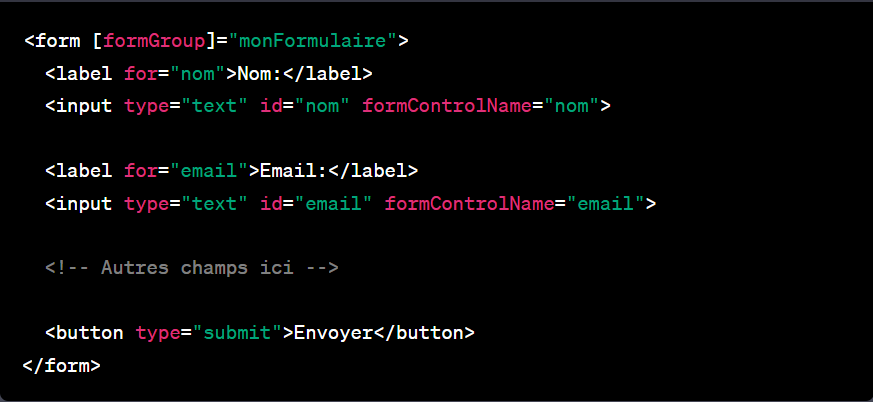 <form [formGroup]="monFormulaire">
<label for="nom">Nom:</label>
<input type="text" id="nom" formControlName="nom">
<label for="email">Email:</label>
<input type="text" id="email" formControlName="email">
<!-- Autres champs ici -->
<button type="submit">Envoyer</button>
</form>